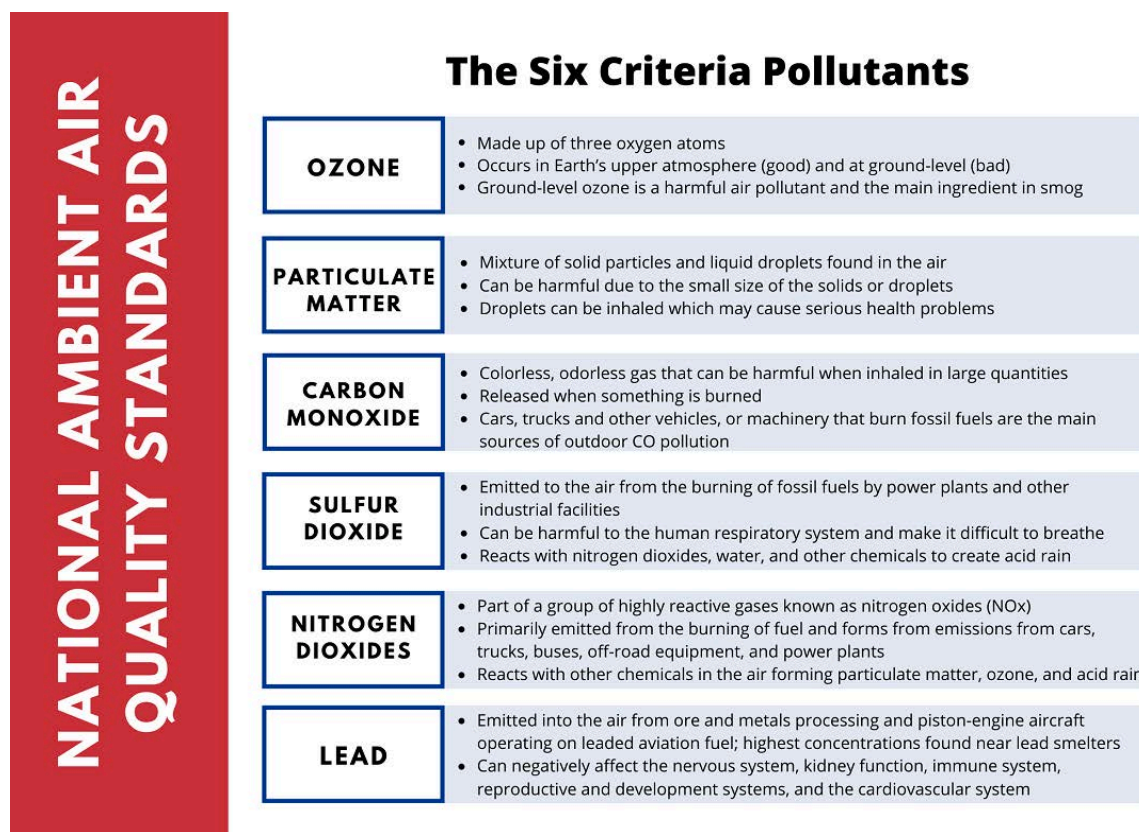 NATIONAL AMBIENT AIR
QUALITY STANDARDS
The Six Criteria Pollutants
OZONE
• Made up of three oxygen atoms
• Occurs in Earth's upper atmosphere (good) and at ground-level (bad)
• Ground-level ozone is a harmful air pollutant and the main ingredient in smog
PARTICULATE
MATTER
• Mixture of solid particles and liquid droplets found in the air
• Can be harmful due to the small size of the solids or droplets
• Droplets can be inhaled which may cause serious health problems
CARBON
MONOXIDE
• Colorless, odorless gas that can be harmful when inhaled in large quantities
• Released when something is burned
• Cars, trucks and other vehicles, or machinery that burn fossil fuels are the main
sources of outdoor CO pollution
SULFUR
DIOXIDE
• Emitted to the air from the burning of fossil fuels by power plants and other
industrial facilities
• Can be harmful to the human respiratory system and make it difficult to breathe
• Reacts with nitrogen dioxides, water, and other chemicals to create acid rain
NITROGEN
DIOXIDES
• Part of a group of highly reactive gases known as nitrogen oxides (NOx)
• Primarily emitted from the burning of fuel and forms from emissions from cars,
trucks, buses, off-road equipment, and power plants
• Reacts with other chemicals in the air forming particulate matter, ozone, and acid rain
LEAD
• Emitted into the air from ore and metals processing and piston-engine aircraft
operating on leaded aviation fuel; highest concentrations found near lead smelters
• Can negatively affect the nervous system, kidney function, immune system,
reproductive and development systems, and the cardiovascular system